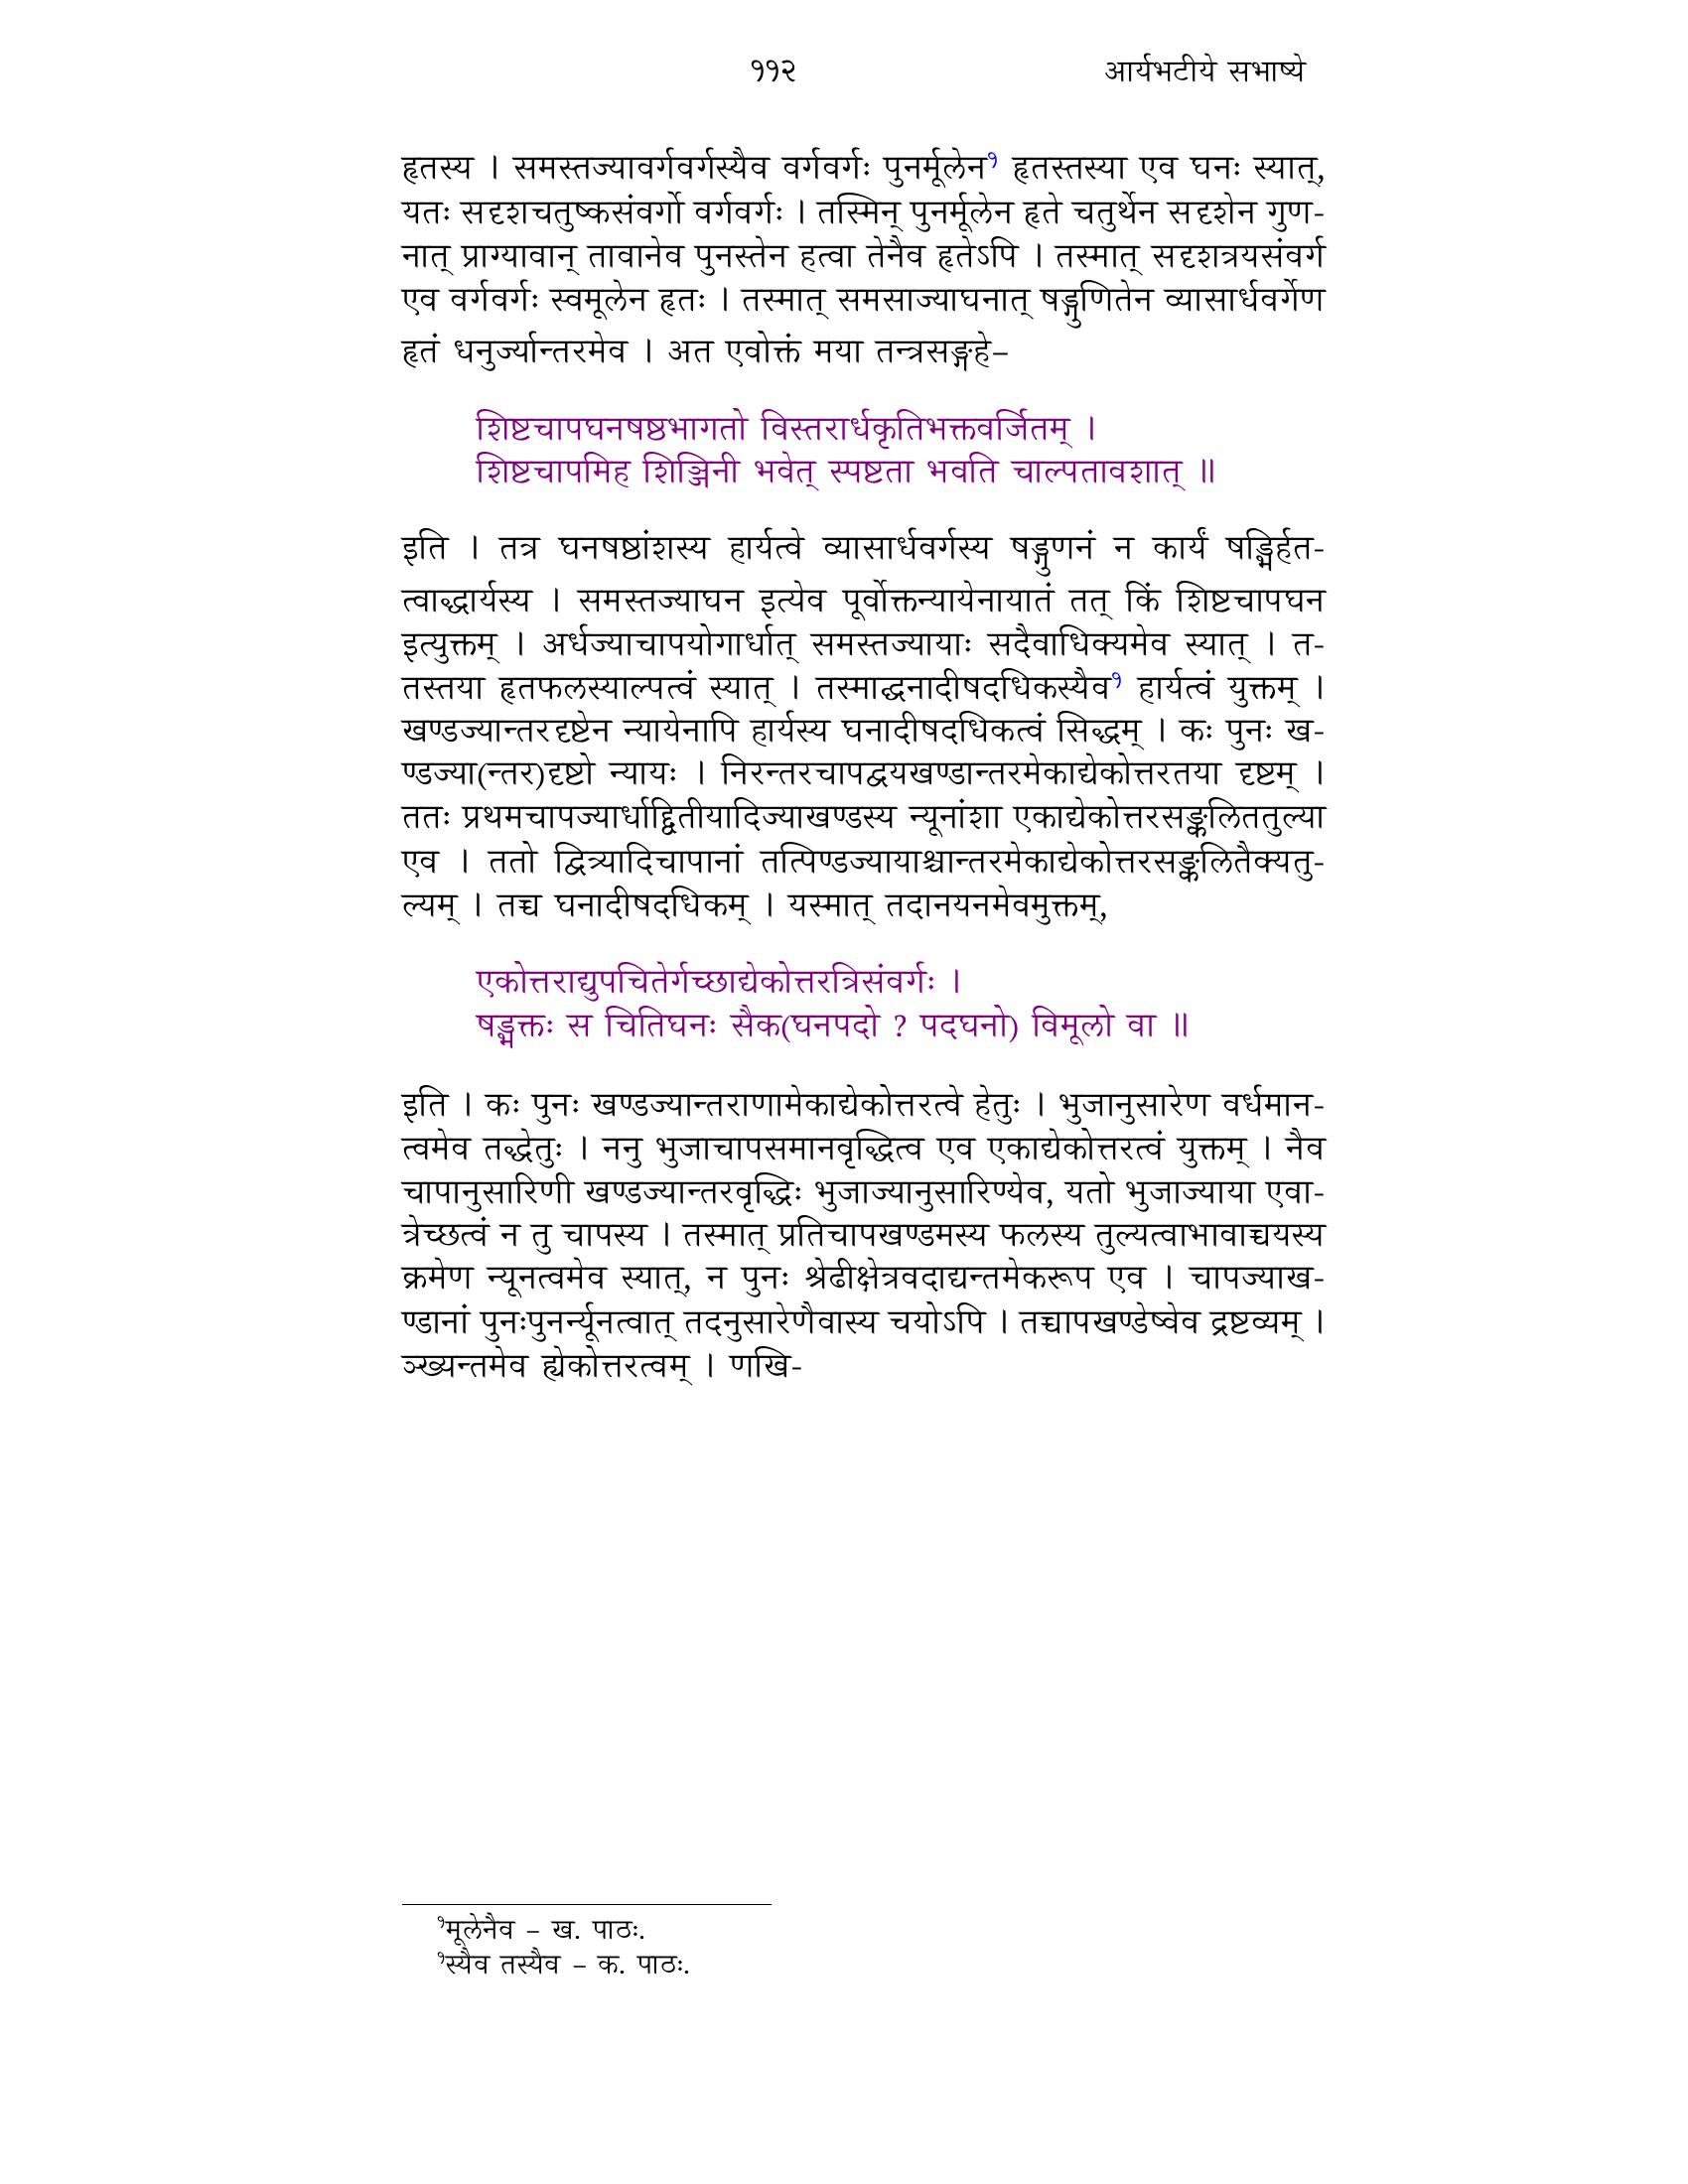 ११२ आर्यभटीये सभाष्ये
हृतस्य । समस्तज्यावर्गवर्गस्यैव वर्गवर्गः पुनर्मूलेन१ हृतस्तस्या एव घनः स्यात्,
यतः सदृशचतुष्कसंवर्गो वर्गवर्गः । तस्मिन् पुनर्मूलेन हृते चतुर्थेन सदृशेन गुण-
नात् प्राग्यावान् तावानेव पुनस्तेन हत्वा तेनैव हृतेऽपि । तस्मात् सदृशत्रयसंवर्ग
एव वर्गवर्गः स्वमूलेन हृतः । तस्मात् समसाज्याघनात् षड्गुणितेन व्यासार्धवर्गेण
हृतं धनुर्ज्यान्तरमेव । अत एवोक्तं मया तन्त्रसङ्गहे–
शिष्टचापघनषष्ठभागतो विस्तरार्धकृतिभक्तवर्जितम् ।
शिष्टचापमिह शिञ्जिनी भवेत् स्पष्टता भवति चाल्पतावशात् ॥
इति । तत्र घनषष्ठांशस्य हार्यत्वे व्यासार्धवर्गस्य षड्गुणनं न कार्यं षड्भिर्हत-
त्वाद्धार्यस्य । समस्तज्याघन इत्येव पूर्वोक्तन्यायेनायातं तत् किं शिष्टचापघन
इत्युक्तम् । अर्धज्याचापयोगार्धात् समस्तज्यायाः सदैवाधिक्यमेव स्यात् । त-
तस्तया हृतफलस्याल्पत्वं स्यात् । तस्माद्धनादीषदधिकस्यैव१ हार्यत्वं युक्तम् ।
खण्डज्यान्तरदृष्टेन न्यायेनापि हार्यस्य घनादीषदधिकत्वं सिद्धम् । कः पुनः ख-
ण्डज्या(न्तर)दृष्टो न्यायः । निरन्तरचापद्वयखण्डान्तरमेकाद्येकोत्तरतया दृष्टम् ।
ततः प्रथमचापज्यार्धाद्द्वितीयादिज्याखण्डस्य न्यूनांशा एकाद्येकोत्तरसङ्कलिततुल्या
एव । ततो द्वित्र्यादिचापानां तत्पिण्डज्यायाश्चान्तरमेकाद्येकोत्तरसङ्कलितैक्यतु-
ल्यम् । तच्च घनादीषदधिकम् । यस्मात् तदानयनमेवमुक्तम्,
एकोत्तराद्युपचितेर्गच्छाद्येकोत्तरत्रिसंवर्गः ।
षड्भक्तः स चितिघनः सैक(घनपदो ? पदघनो) विमूलो वा ॥
इति । कः पुनः खण्डज्यान्तराणामेकाद्येकोत्तरत्वे हेतुः । भुजानुसारेण वर्धमान-
त्वमेव तद्धेतुः । ननु भुजाचापसमानवृद्धित्व एव एकाद्येकोत्तरत्वं युक्तम् । नैव
चापानुसारिणी खण्डज्यान्तरवृद्धिः भुजाज्यानुसारिण्येव, यतो भुजाज्याया एवा-
त्रेच्छत्वं न तु चापस्य । तस्मात् प्रतिचापखण्डमस्य फलस्य तुल्यत्वाभावाच्चयस्य
क्रमेण न्यूनत्वमेव स्यात्, न पुनः श्रेढीक्षेत्रवदाद्यन्तमेकरूप एव । चापज्याख-
ण्डानां पुनःपुनर्न्यूनत्वात् तदनुसारेणैवास्य चयोऽपि । तच्चापखण्डेष्वेव द्रष्टव्यम् ।
ञ्ख्यन्तमेव ह्येकोत्तरत्वम् । णखि-
१मूलेनैव – ख. पाठः.
१स्यैव तस्यैव – क. पाठः.